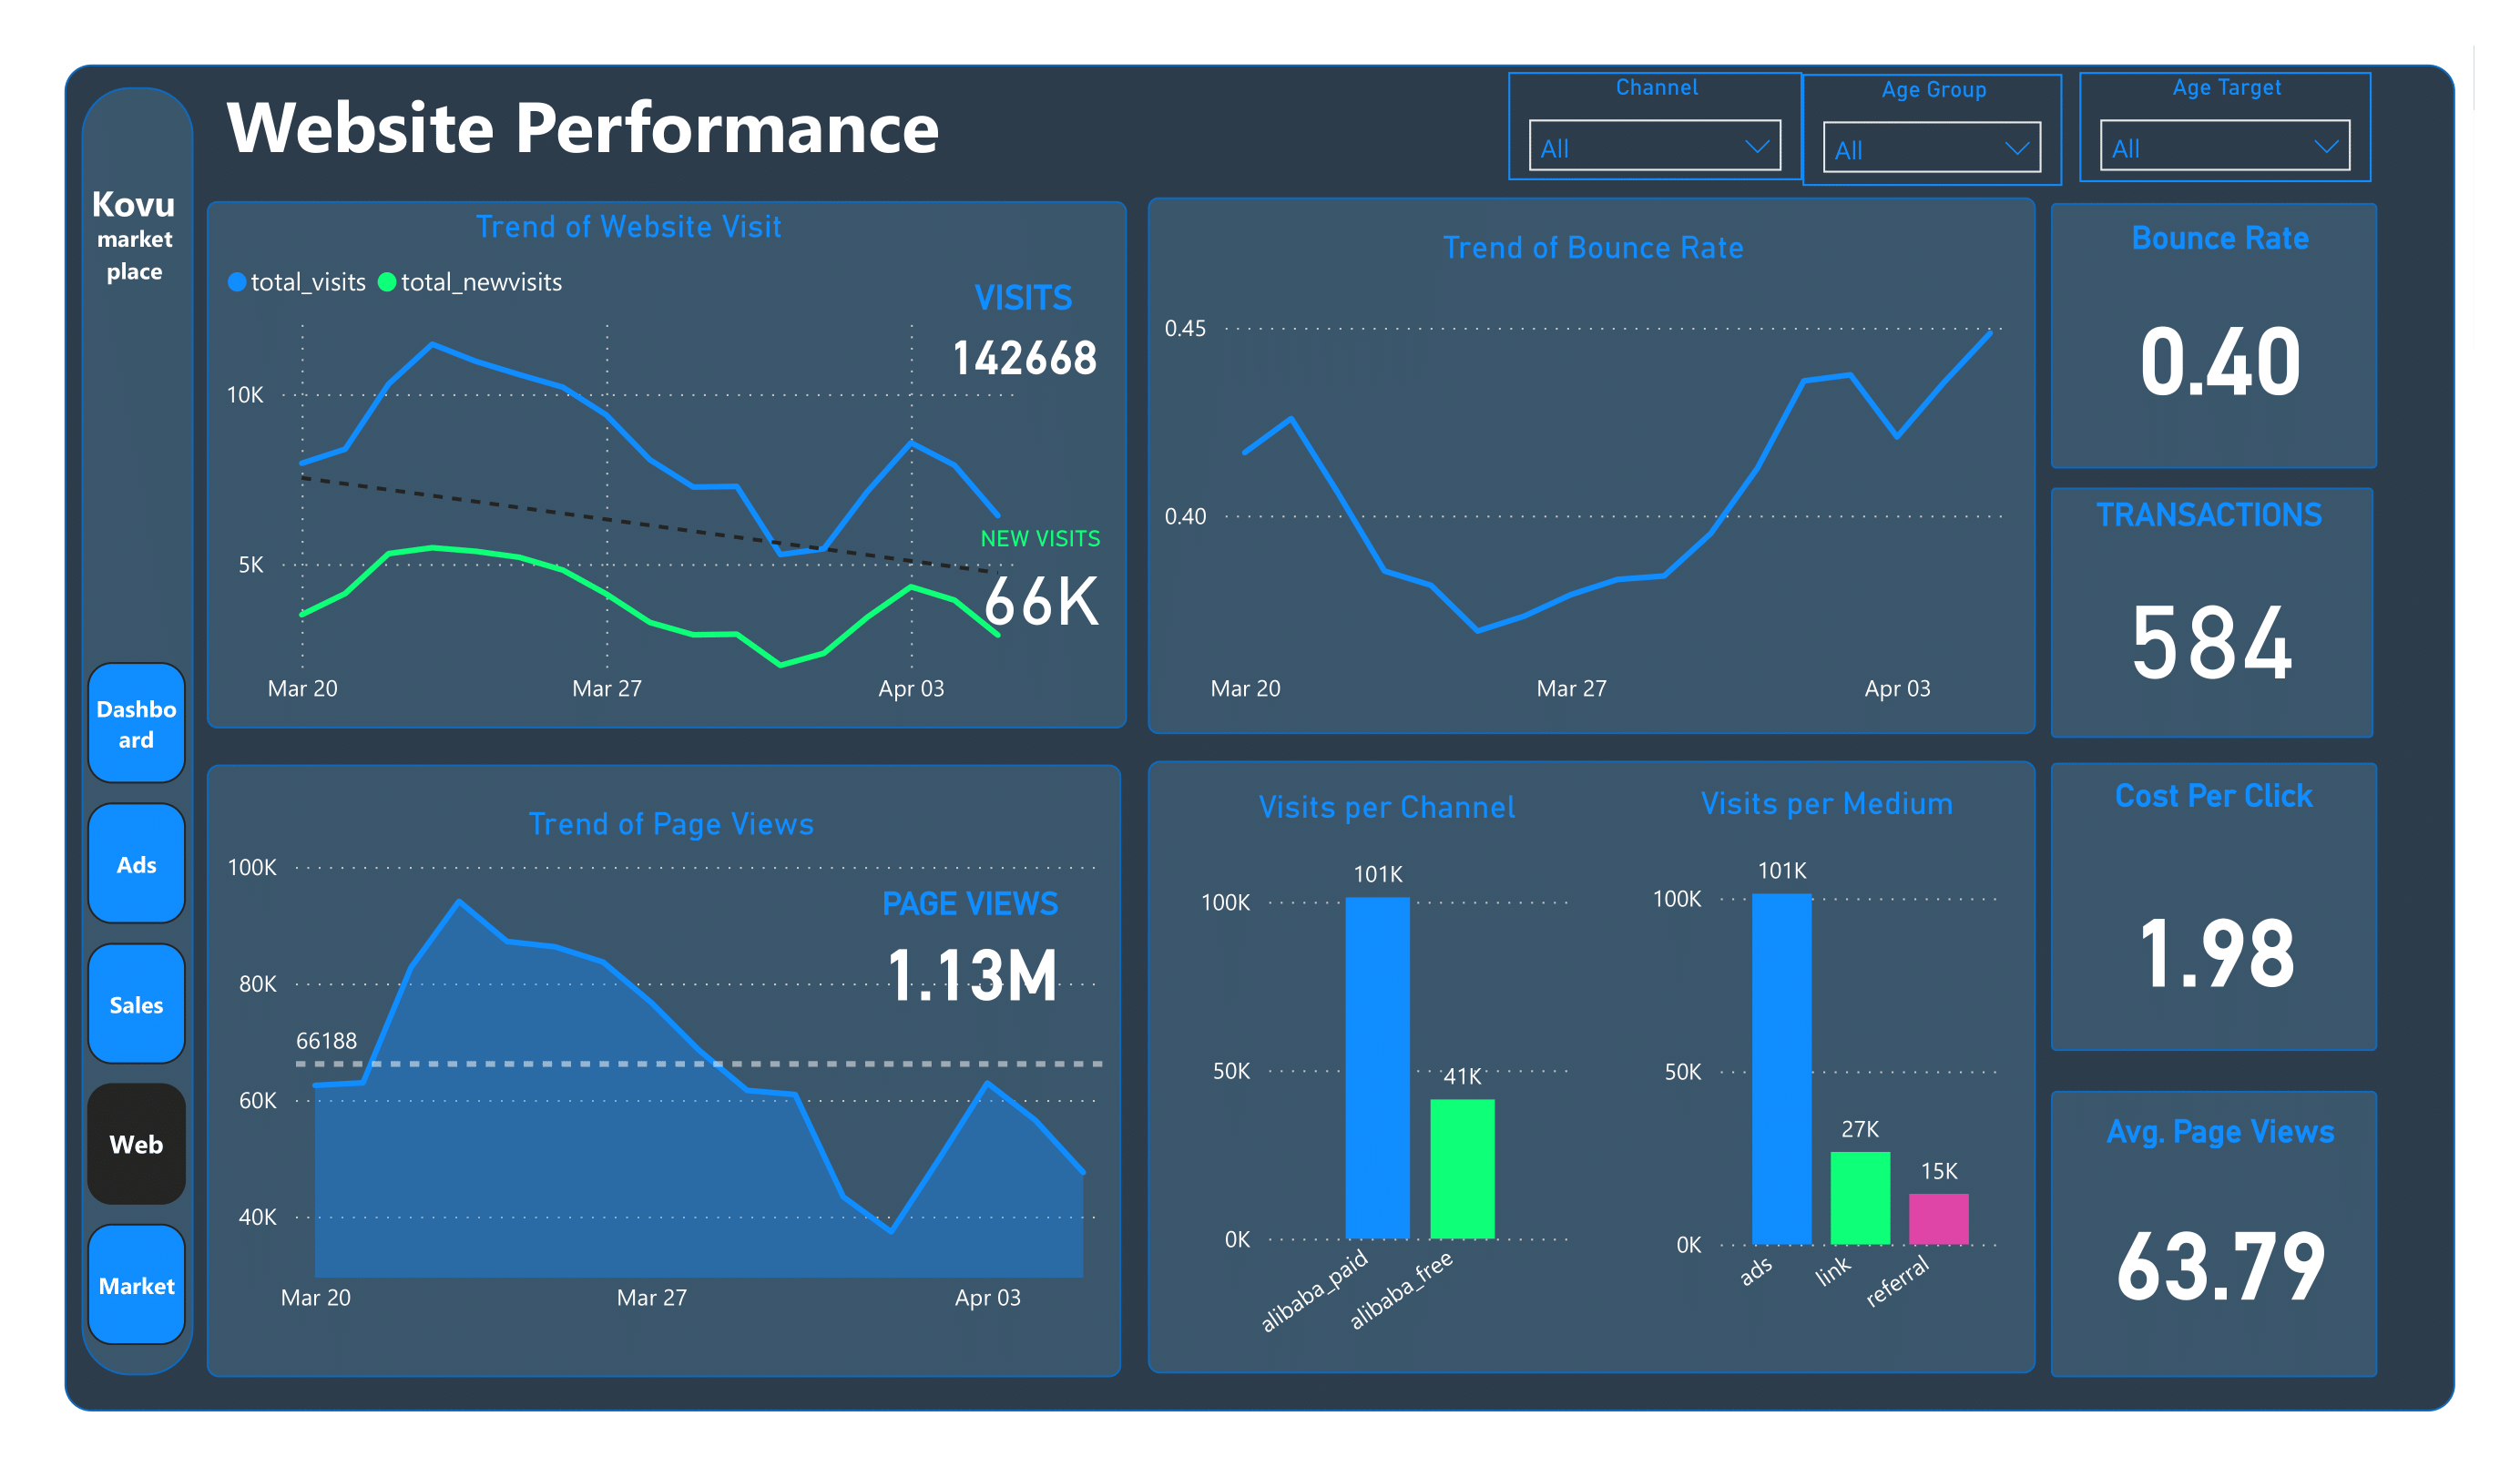 Website Performance
Channel
All
Age Group
All
Age Target
All
Kovu
market
place
Dashbo
ard
Ads
Sales
Web
Market
Trend of Website Visit
total_visits total_newvisits
VISITS
142668
10K
5K
NEW VISITS
66K
Mar 20 Mar 27 Apr 03
Trend of Bounce Rate
0.45
0.40
Mar 20 Mar 27 Apr 03
Bounce Rate
0.40
TRANSACTIONS
584
Trend of Page Views
100K
PAGE VIEWS
1.13M
80K
66188
60K
40K
Mar 20 Mar 27 Apr 03
Visits per Channel
101K
100K
50K
41K
0K
alibaba_paid
alibaba_free
Visits per Medium
101K
100K
50K
27K
15K
0K
ads
link
referral
Cost Per Click
1.98
Avg. Page Views
63.79